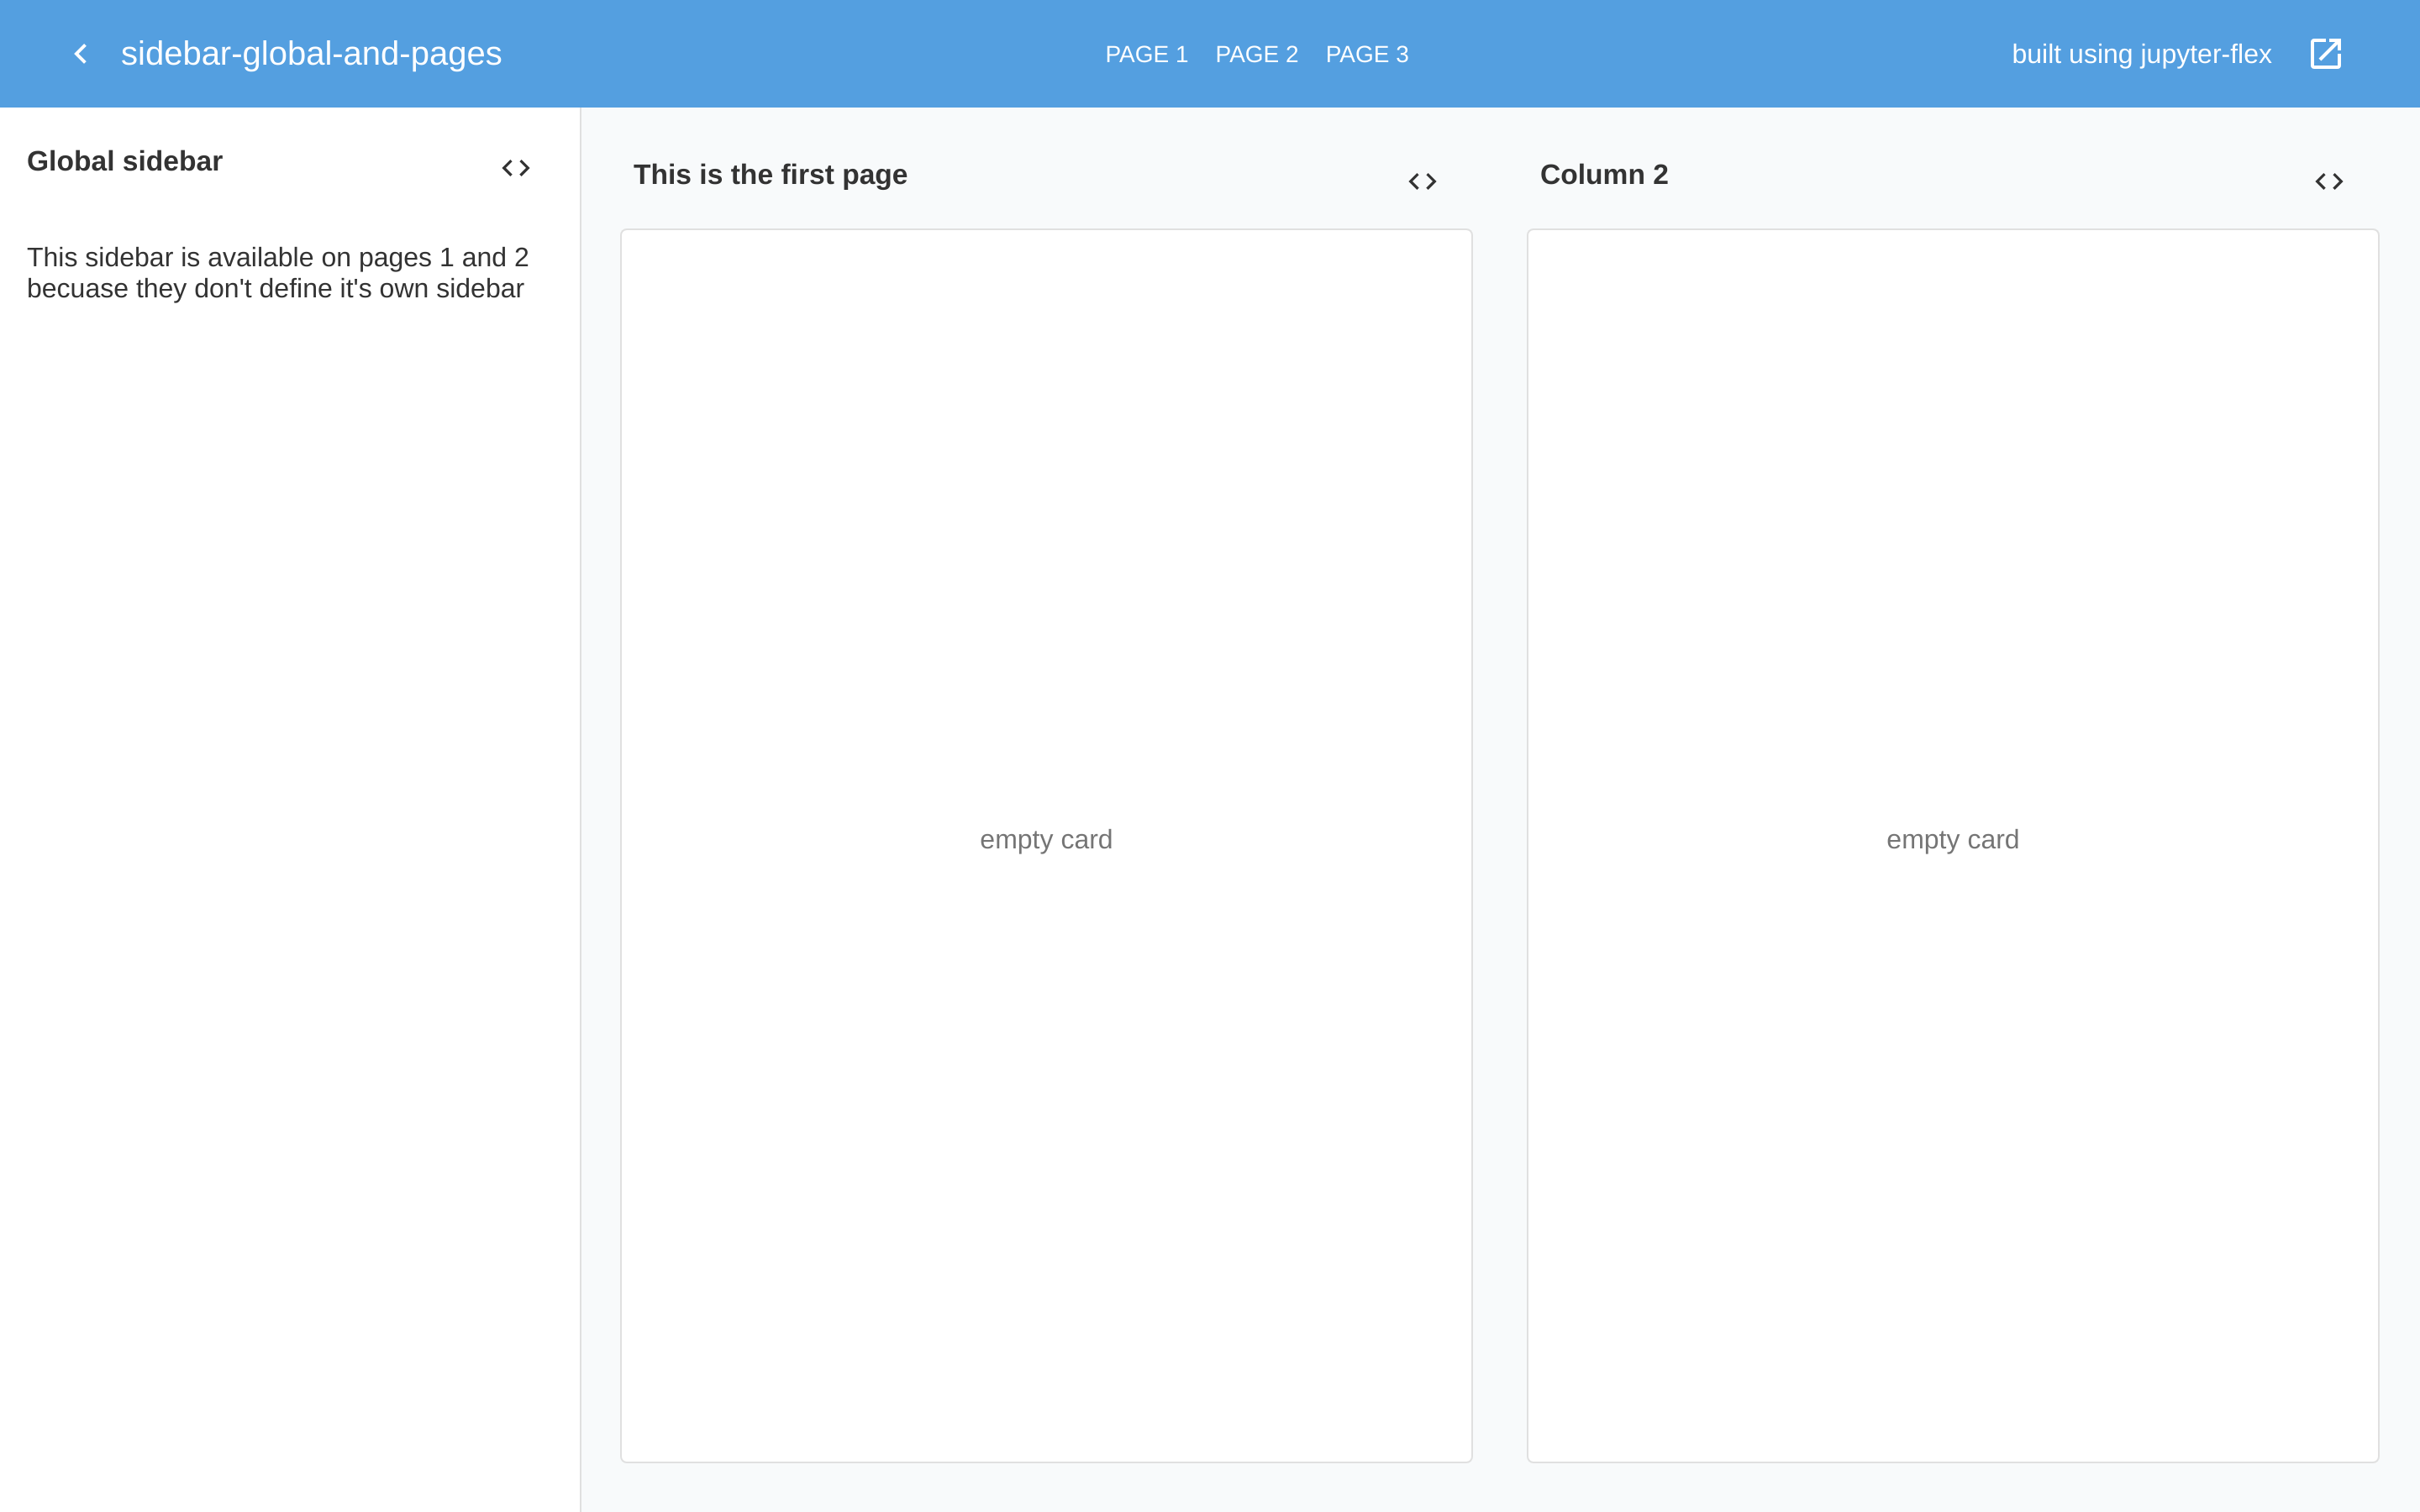 sidebar-global-and-pages
PAGE 1 PAGE 2 PAGE 3
built using jupyter-flex
Global sidebar
This sidebar is available on pages 1 and 2
becuase they don't define it's own sidebar
This is the first page
empty card
Column 2
empty card